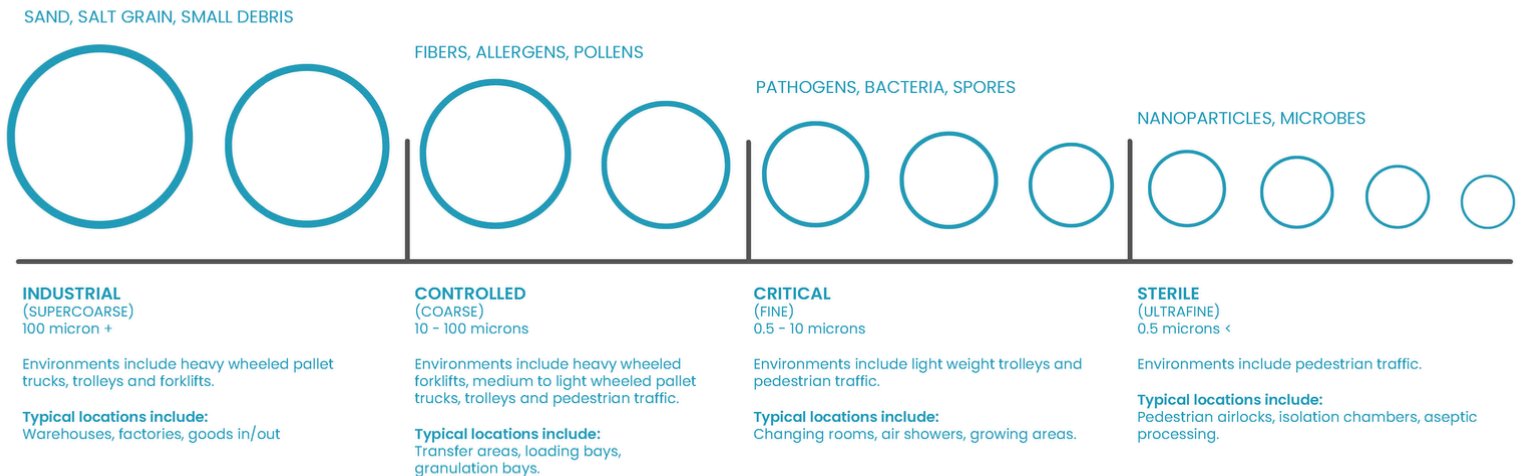 SAND, SALT GRAIN, SMALL DEBRIS
FIBERS, ALLERGENS, POLLENS
PATHOGENS, BACTERIA, SPORES
NANOPARTICLES, MICROBES
INDUSTRIAL
(SUPERCOARSE)
100 micron +
Environments include heavy wheeled pallet
trucks, trolleys and forklifts.
Typical locations include:
Warehouses, factories, goods in/out
CONTROLLED
(COARSE)
10 - 100 microns
Environments include heavy wheeled
forklifts, medium to light wheeled pallet
trucks, trolleys and pedestrian traffic.
Typical locations include:
Transfer areas, loading bays,
granulation bays.
CRITICAL
(FINE)
0.5 - 10 microns
Environments include light weight trolleys and
pedestrian traffic.
Typical locations include:
Changing rooms, air showers, growing areas.
STERILE
(ULTRAFINE)
0.5 microns <
Environments include pedestrian traffic.
Typical locations include:
Pedestrian airlocks, isolation chambers, aseptic
processing.